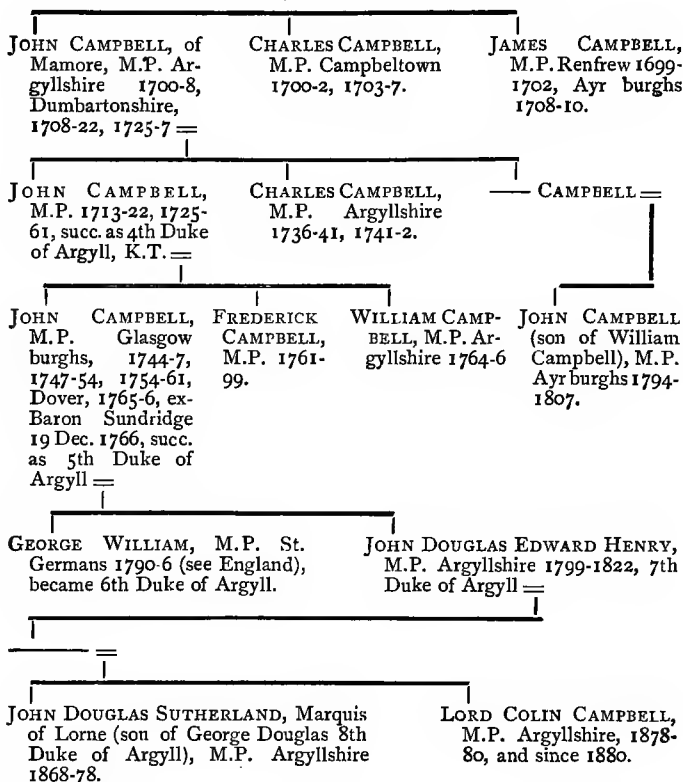 JOHN CAMPBELL, of
Mamore, M.P. Ar-
gyllshire 1700-8,
Dumbartonshire,
1708-22, 1725-7 =
CHARLES CAMPBELL,
M.P. Campbeltown
1700-2, 1703-7.
JAMES CAMPBELL,
M.P. Renfrew 1699-
1702, Ayr burghs
1708-10.
JOHN CAMPBELL,
M.P. 1713-22, 1725-
61, succ. as 4th Duke
of Argyll, K.T. =
CHARLES CAMPBELL,
M.P. Argyllshire
1736-41, 1741-2.
— CAMPBELL =
JOHN CAMPBELL,
M.P. Glasgow
burghs, 1744-7,
1747-54, 1754-61,
Dover, 1765-6, ex-
Baron Sundridge
19 Dec. 1766, succ.
as 5th Duke of
Argyll =
FREDERICK
CAMPBELL,
M.P. 1761-
99.
WILLIAM CAMP-
BELL, M.P. Ar-
gyllshire 1764-6
JOHN CAMPBELL
(son of William
Campbell), M.P.
Ayr burghs 1794-
1807.
GEORGE WILLIAM, M.P. St.
Germans 1790-6 (see England),
became 6th Duke of Argyll.
JOHN DOUGLAS EDWARD HENRY,
M.P. Argyllshire 1799-1822, 7th
Duke of Argyll =
—— =
JOHN DOUGLAS SUTHERLAND, Marquis
of Lorne (son of George Douglas 8th
Duke of Argyll), M.P. Argyllshire
1868-78.
LORD COLIN CAMPBELL,
M.P. Argyllshire, 1878-
80, and since 1880.